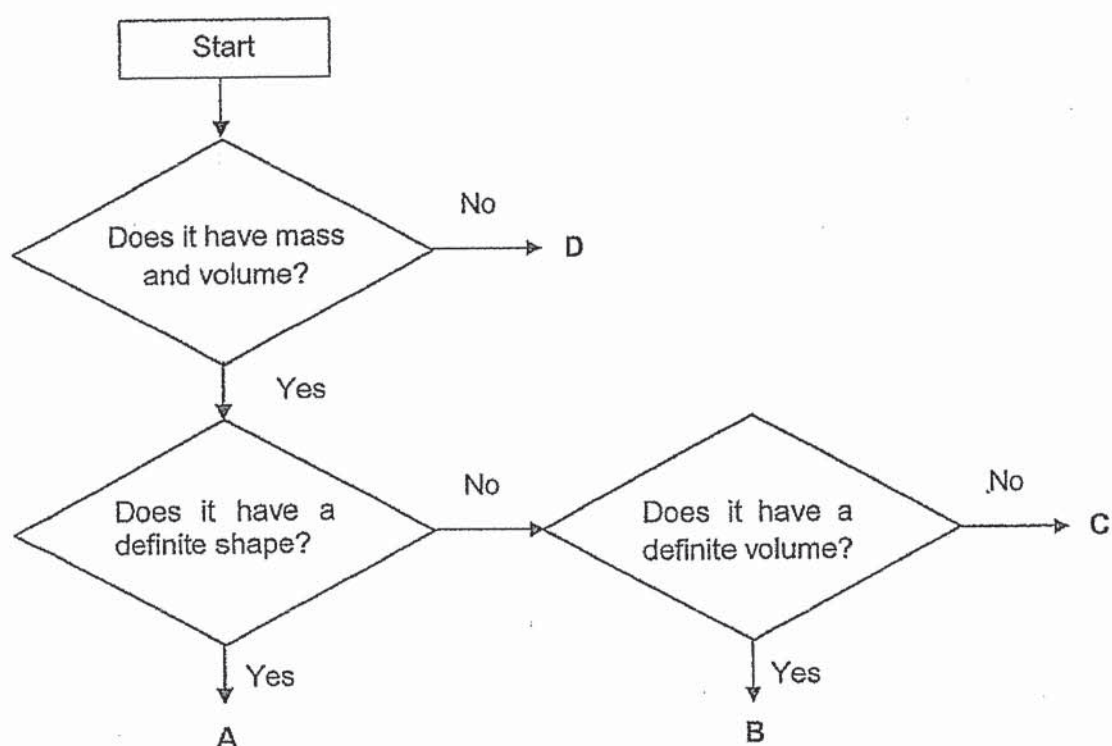 Start
Does it have mass
and volume?
No
D
Yes
Does it have a
definite shape?
No
Does it have a
definite volume?
No
C
Yes
A
Yes
B